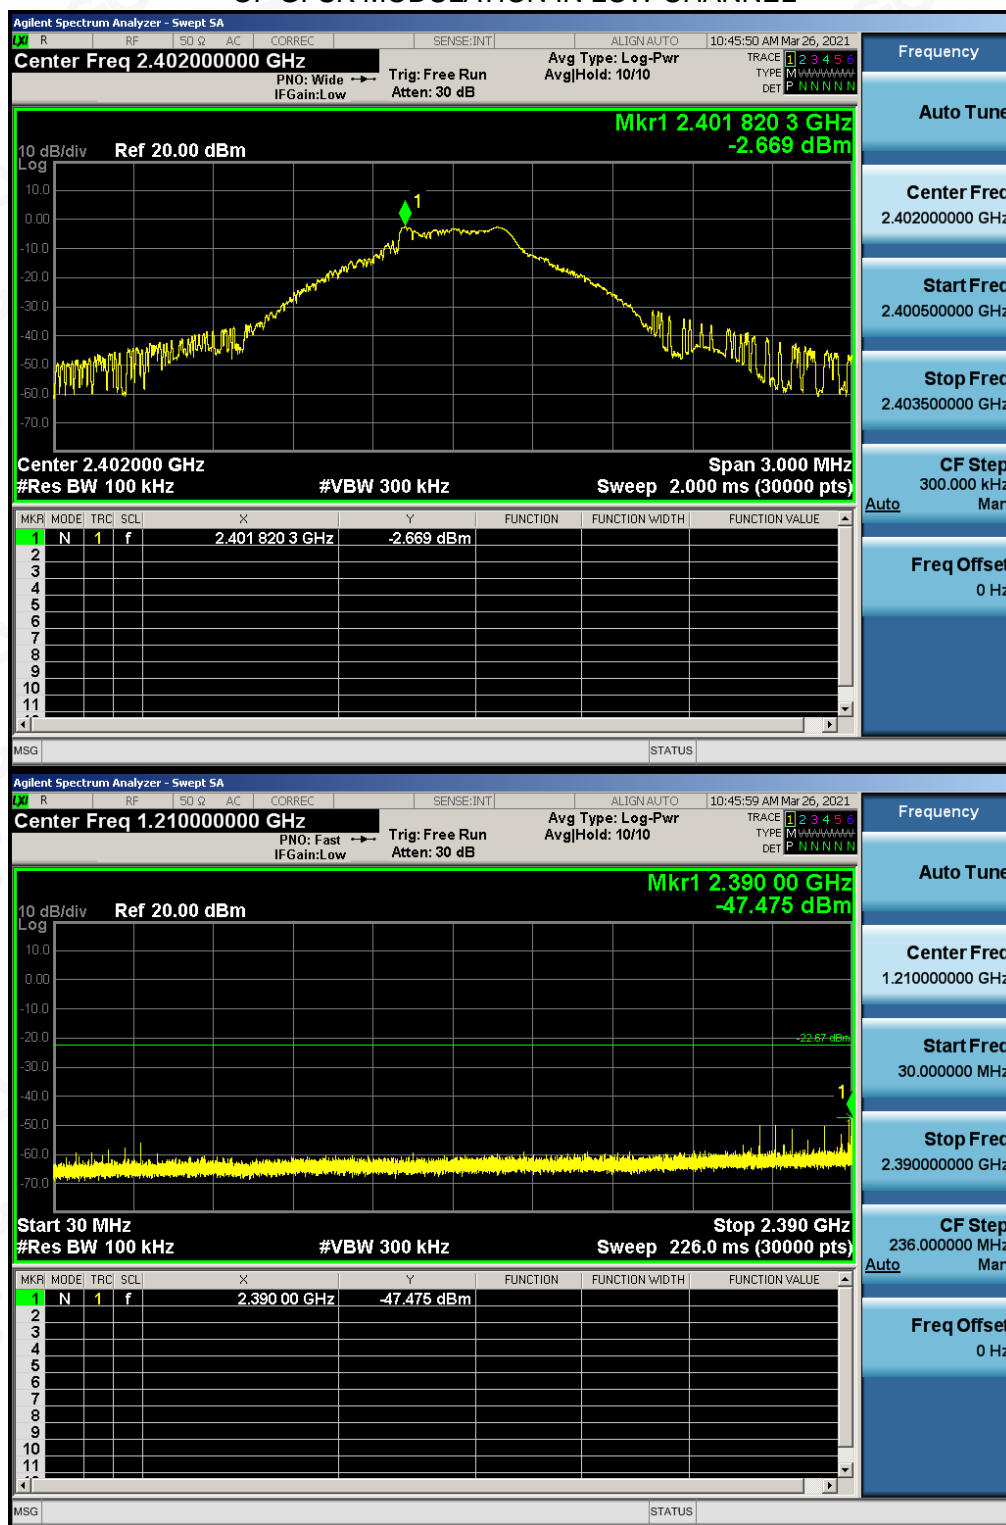 OF GFSK MODULATION IN LOW CHANNEL
Agilent Spectrum Analyzer - Swept SA
LXI R RF 50 Ω AC CORREC SENSE:INT ALIGN AUTO 10:45:50 AM Mar 26, 2021
Center Freq 2.402000000 GHz
PNO: Wide
IFGain:Low
Trig: Free Run
Atten: 30 dB
Avg Type: Log-Pwr
Avg|Hold: 10/10
TRACE 1 2 3 4 5 6
TYPE M WWWWW
DET P N N N N N
Mkr1 2.401 820 3 GHz
-2.669 dBm
10 dB/div Ref 20.00 dBm
Log
10.0
0.00
-10.0
-20.0
-30.0
-40.0
-50.0
-60.0
-70.0
1
Center 2.402000 GHz Span 3.000 MHz
#Res BW 100 kHz #VBW 300 kHz Sweep 2.000 ms (30000 pts)
MKR MODE TRC SCL X Y FUNCTION FUNCTION WIDTH FUNCTION VALUE
1 N 1 f 2.401 820 3 GHz -2.669 dBm
2
3
4
5
6
7
8
9
10
11
MSG STATUS
Frequency
Auto Tune
Center Freq
2.402000000 GHz
Start Freq
2.400500000 GHz
Stop Freq
2.403500000 GHz
CF Step
300.000 kHz
Auto Man
Freq Offset
0 Hz
Agilent Spectrum Analyzer - Swept SA
LXI R RF 50 Ω AC CORREC SENSE:INT ALIGN AUTO 10:45:59 AM Mar 26, 2021
Center Freq 1.210000000 GHz
PNO: Fast
IFGain:Low
Trig: Free Run
Atten: 30 dB
Avg Type: Log-Pwr
Avg|Hold: 10/10
TRACE 1 2 3 4 5 6
TYPE M WWWWW
DET P N N N N N
Mkr1 2.390 00 GHz
-47.475 dBm
10 dB/div Ref 20.00 dBm
Log
10.0
0.00
-10.0
-20.0
-30.0
-40.0
-50.0
-60.0
-70.0
-22.67 dBm
1
Start 30 MHz Stop 2.390 GHz
#Res BW 100 kHz #VBW 300 kHz Sweep 226.0 ms (30000 pts)
MKR MODE TRC SCL X Y FUNCTION FUNCTION WIDTH FUNCTION VALUE
1 N 1 f 2.390 00 GHz -47.475 dBm
2
3
4
5
6
7
8
9
10
11
MSG STATUS
Frequency
Auto Tune
Center Freq
1.210000000 GHz
Start Freq
30.000000 MHz
Stop Freq
2.390000000 GHz
CF Step
236.000000 MHz
Auto Man
Freq Offset
0 Hz